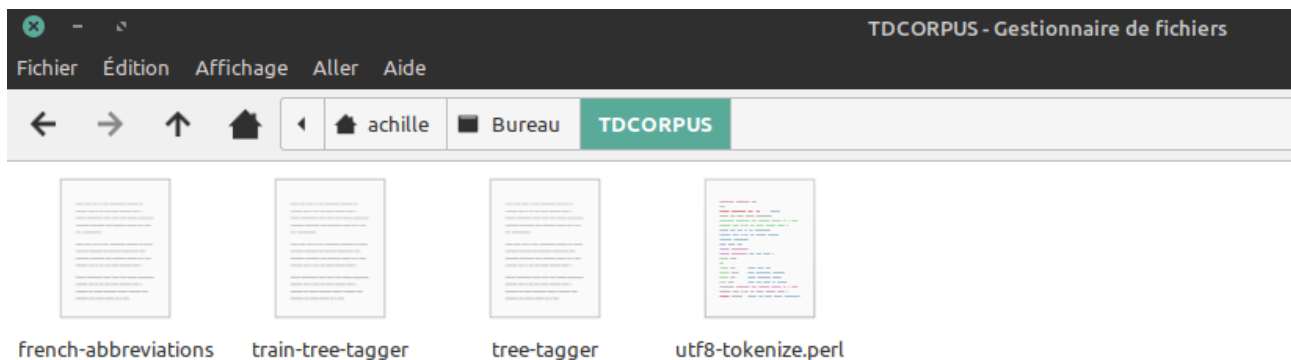 TDCORPUS - Gestionnaire de fichiers
Fichier Édition Affichage Aller Aide
achille Bureau TDCORPUS
french-abbreviations train-tree-tagger tree-tagger utf8-tokenize.perl